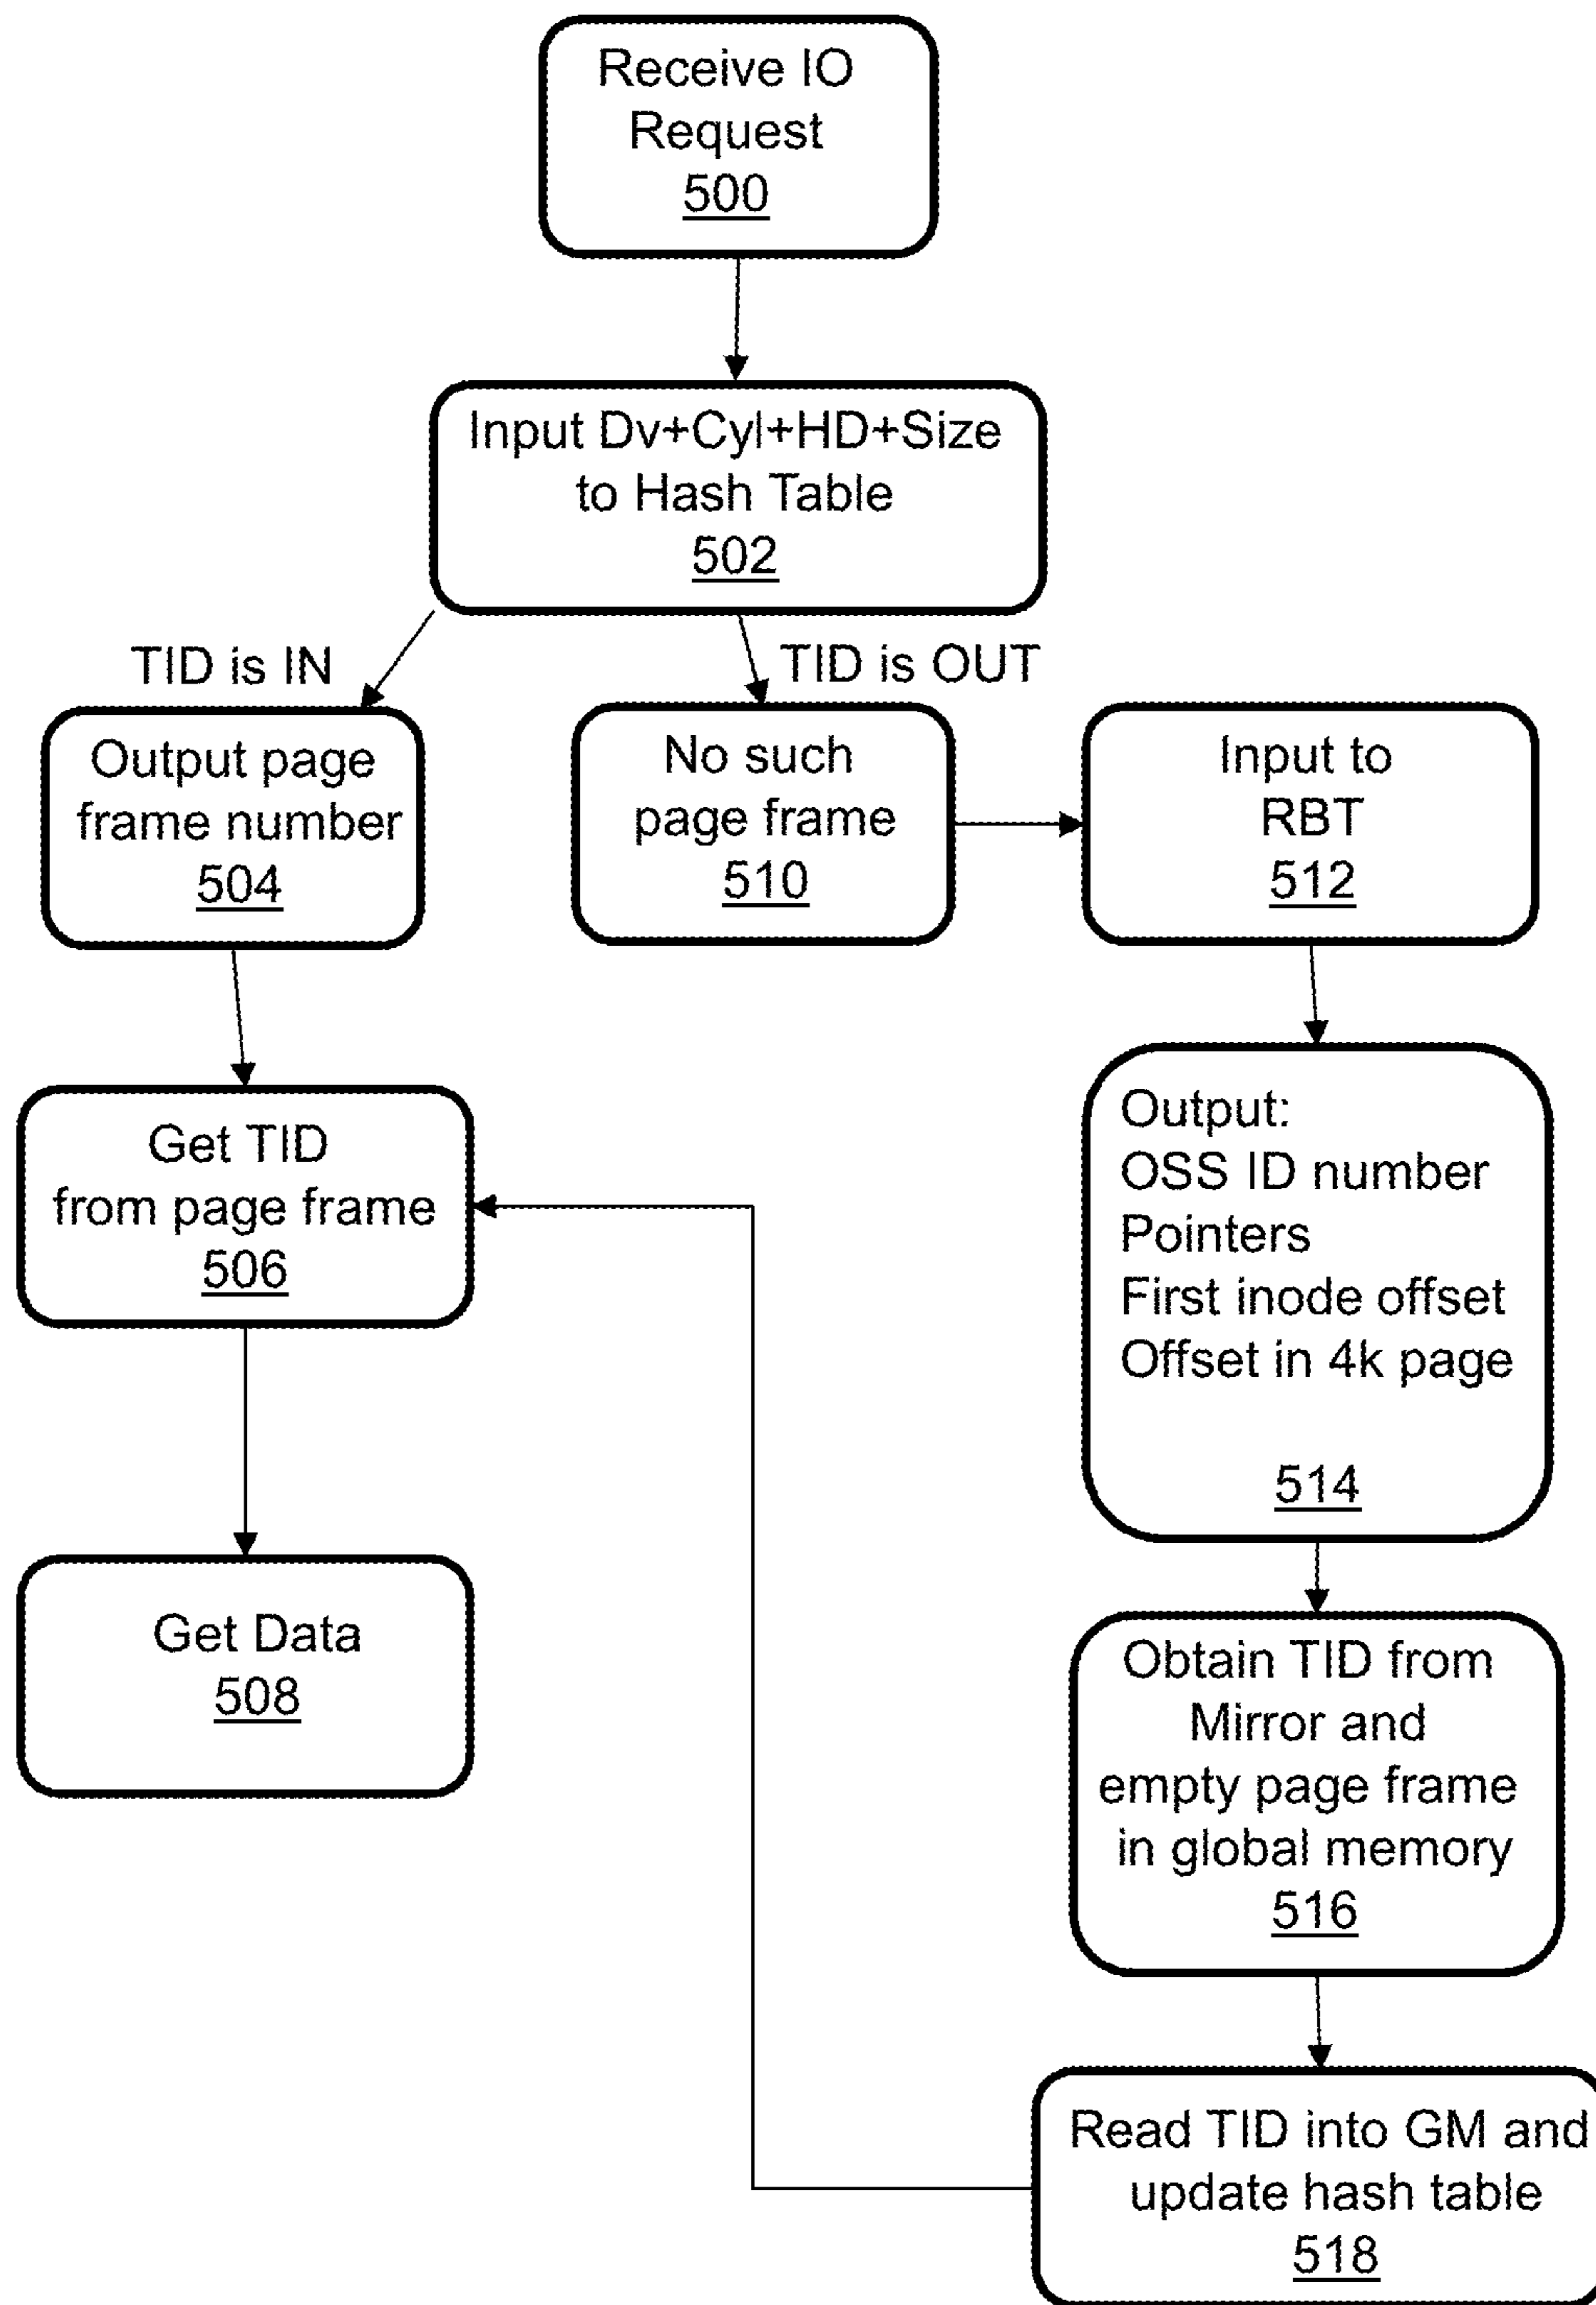 Receive IO
Request
500
Input Dv+Cyl+HD+Size
to Hash Table
502
TID is IN
TID is OUT
Output page
frame number
504
No such
page frame
510
Input to
RBT
512
Get TID
from page frame
506
Output:
OSS ID number
Pointers
First inode offset
Offset in 4k page
514
Get Data
508
Obtain TID from
Mirror and
empty page frame
in global memory
516
Read TID into GM and
update hash table
518